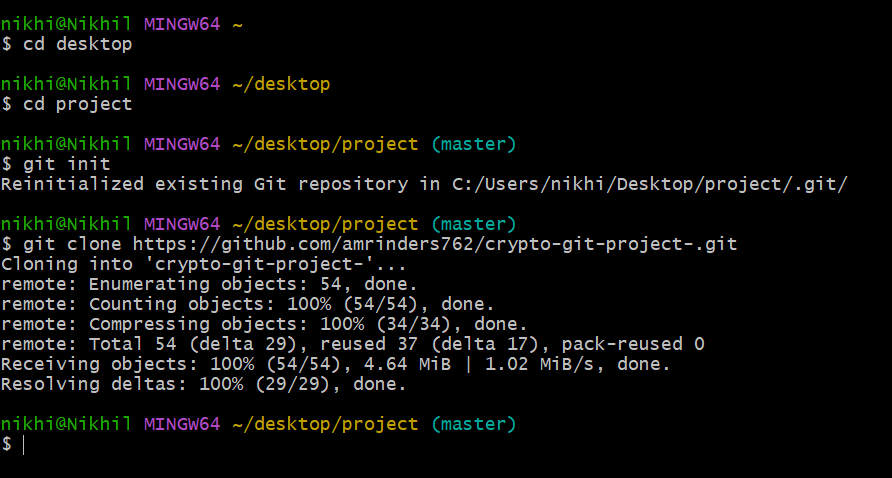 nikhi@Nikhil MINGW64 ~
$ cd desktop
nikhi@Nikhil MINGW64 ~/desktop
$ cd project
nikhi@Nikhil MINGW64 ~/desktop/project (master)
$ git init
Reinitialized existing Git repository in C:/Users/nikhi/Desktop/project/.git/
nikhi@Nikhil MINGW64 ~/desktop/project (master)
$ git clone https://github.com/amrinders762/crypto-git-project-.git
Cloning into 'crypto-git-project-'...
remote: Enumerating objects: 54, done.
remote: Counting objects: 100% (54/54), done.
remote: Compressing objects: 100% (34/34), done.
remote: Total 54 (delta 29), reused 37 (delta 17), pack-reused 0
Receiving objects: 100% (54/54), 4.64 MiB | 1.02 MiB/s, done.
Resolving deltas: 100% (29/29), done.
nikhi@Nikhil MINGW64 ~/desktop/project (master)
$